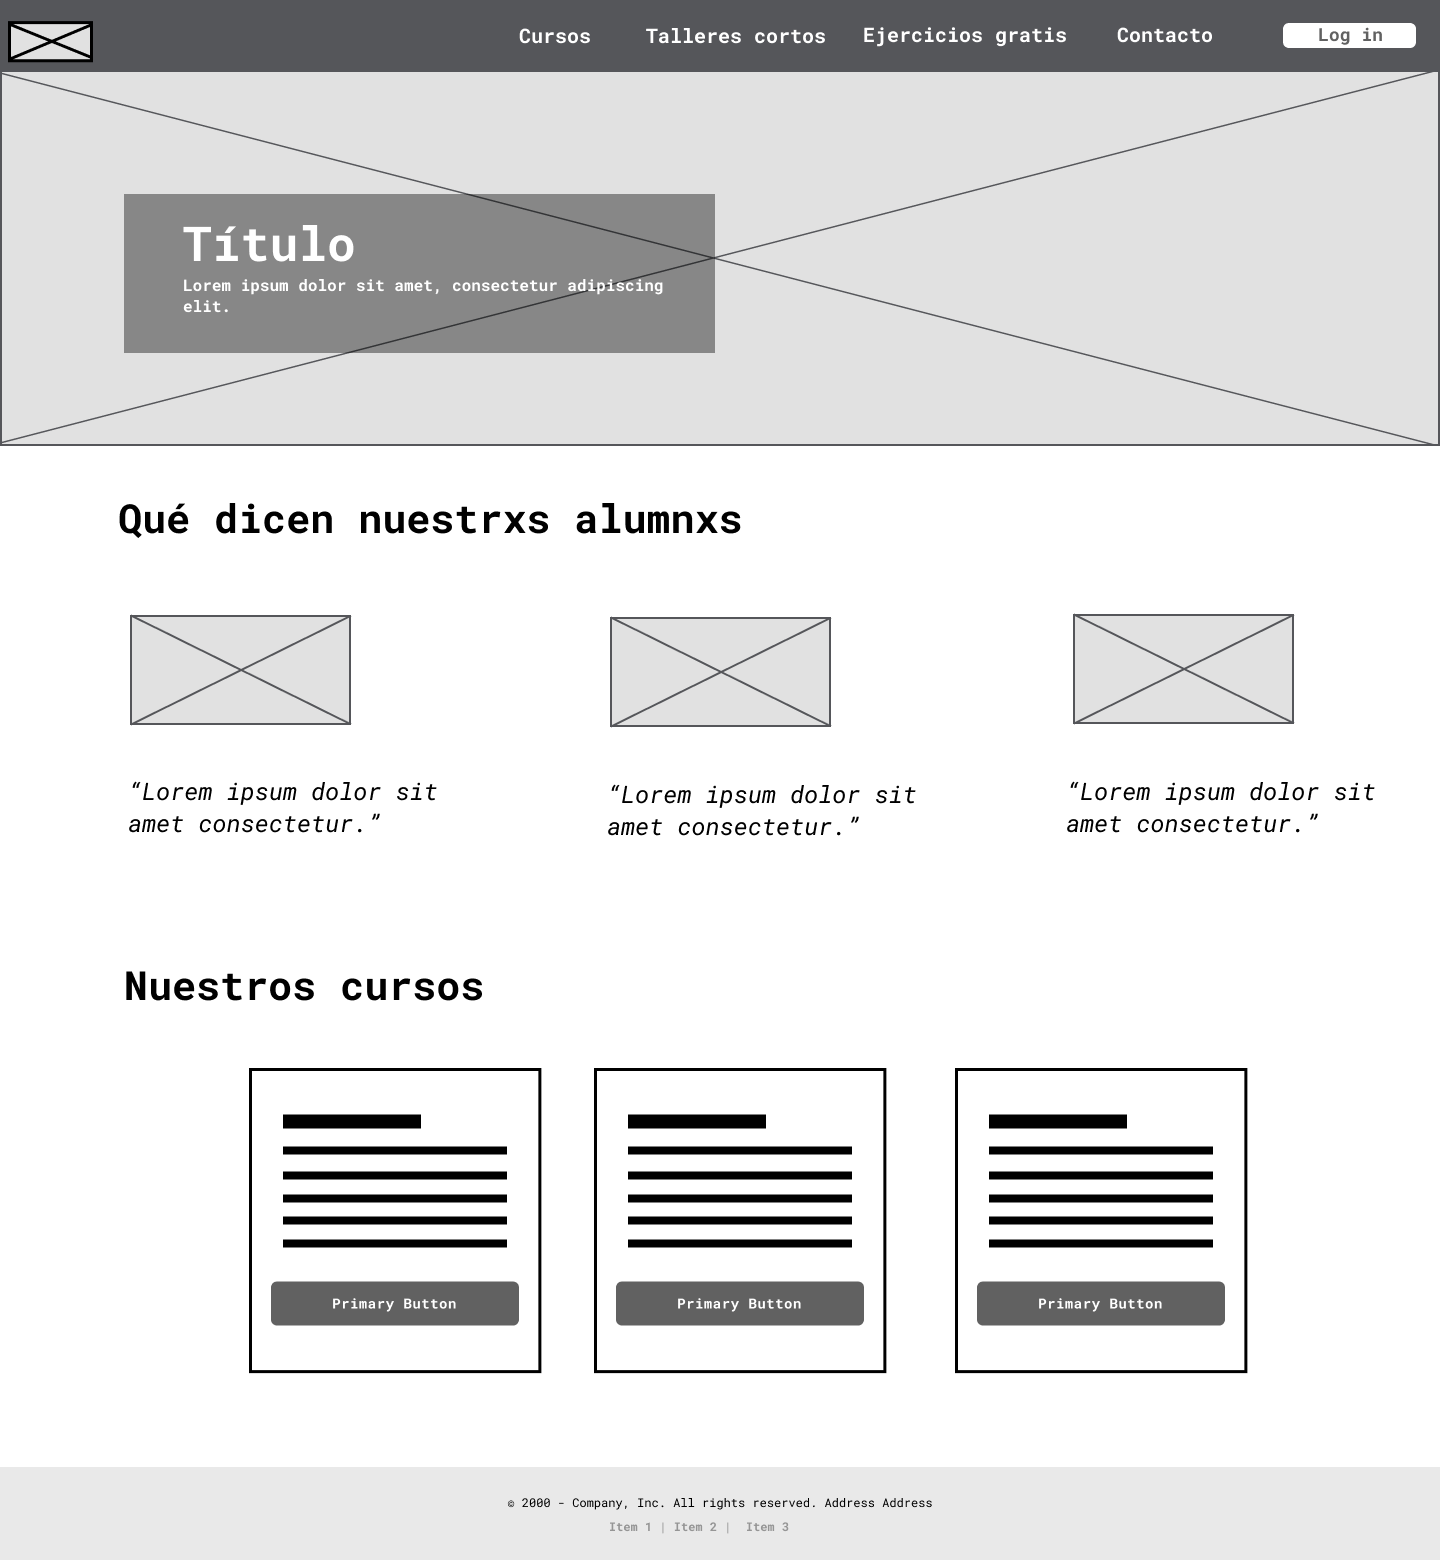 Cursos Talleres cortos Ejercicios gratis Contacto Log in
Título
Lorem ipsum dolor sit amet, consectetur adipiscing
elit.
Qué dicen nuestrxs alumnxs
“Lorem ipsum dolor sit
amet consectetur.”
“Lorem ipsum dolor sit
amet consectetur.”
“Lorem ipsum dolor sit
amet consectetur.”
Nuestros cursos
Primary Button
Primary Button
Primary Button
© 2000 - Company, Inc. All rights reserved. Address Address
Item 1 | Item 2 | Item 3